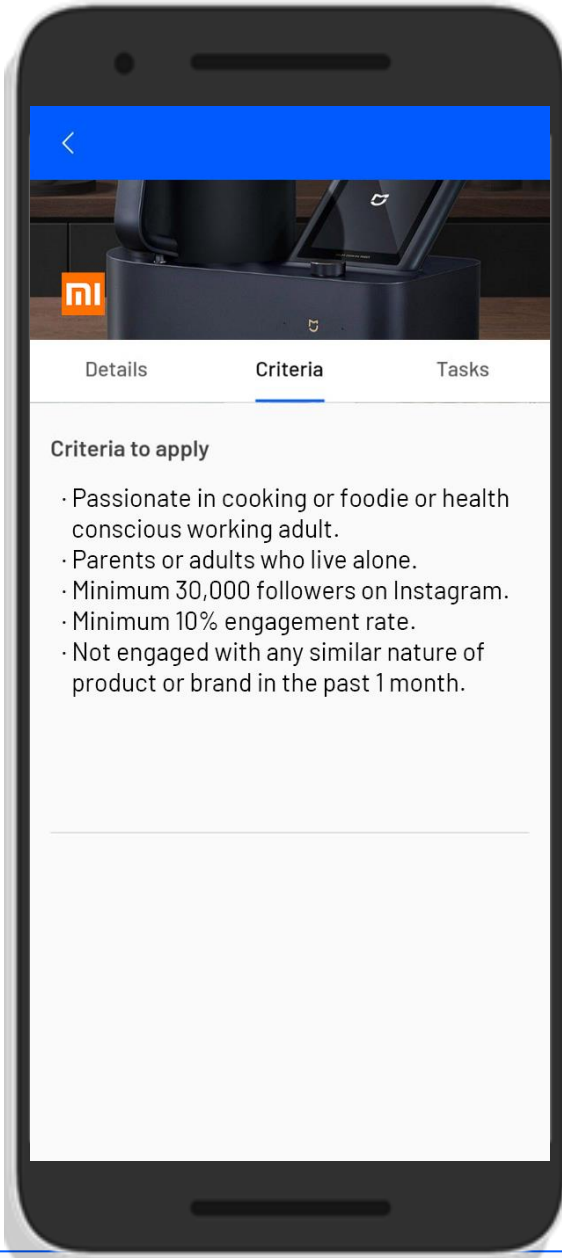 mi
Details Criteria Tasks
Criteria to apply
· Passionate in cooking or foodie or health
conscious working adult.
· Parents or adults who live alone.
· Minimum 30,000 followers on Instagram.
· Minimum 10% engagement rate.
· Not engaged with any similar nature of
product or brand in the past 1 month.